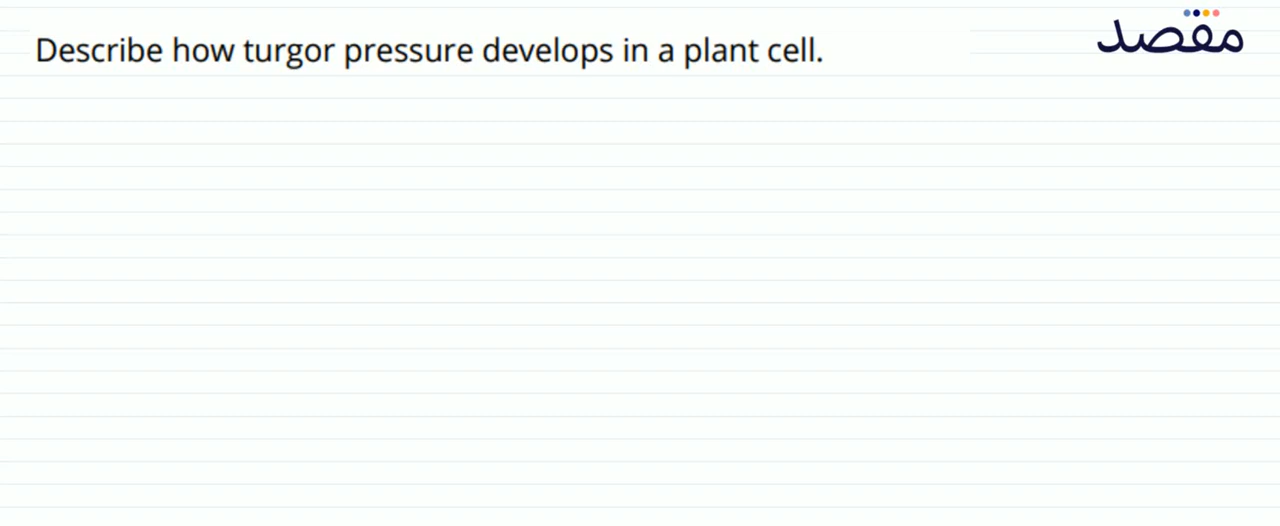 Describe how turgor pressure develops in a plant cell.
مقصد